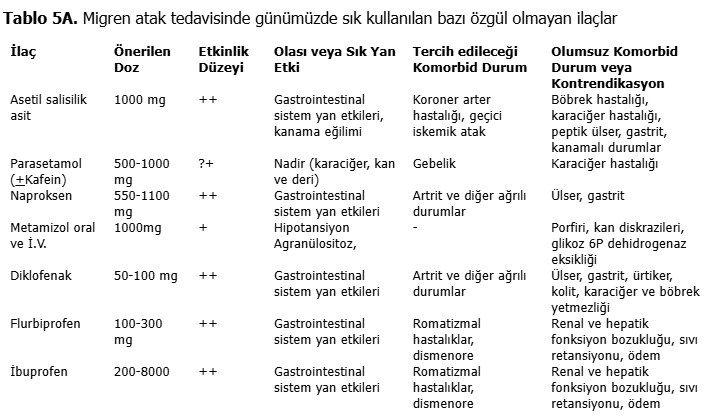 Tablo 5A. Migren atak tedavisinde günümüzde sık kullanılan bazı özgül olmayan ilaçlar
İlaç Önerilen Doz Etkinlik Düzeyi Olası veya Sık Yan Etki Tercih edileceği Komorbid Durum Olumsuz Komorbid Durum veya Kontrendikasyon
Asetil salisilik asit 1000 mg ++ Gastrointestinal sistem yan etkileri, kanama eğilimi Koroner arter hastalığı, geçici iskemik atak Böbrek hastalığı, karaciğer hastalığı, peptik ülser, gastrit, kanamalı durumlar
Parasetamol (±Kafein) 500-1000 mg ?+ Nadir (karaciğer, kan ve deri) Gebelik Karaciğer hastalığı
Naproksen 550-1100 mg ++ Gastrointestinal sistem yan etkileri Artrit ve diğer ağrılı durumlar Ülser, gastrit
Metamizol oral ve İ.V. 1000mg + Hipotansiyon Agranülositoz, - Porfiri, kan diskrazileri, glikoz 6P dehidrogenaz eksikliği
Diklofenak 50-100 mg ++ Gastrointestinal sistem yan etkileri Artrit ve diğer ağrılı durumlar Ülser, gastrit, ürtiker, kolit, karaciğer ve böbrek yetmezliği
Flurbiprofen 100-300 mg ++ Gastrointestinal sistem yan etkileri Romatizmal hastalıklar, dismenore Renal ve hepatik fonksiyon bozukluğu, sıvı retansiyonu, ödem
İbuprofen 200-8000 ++ Gastrointestinal sistem yan etkileri Romatizmal hastalıklar, dismenore Renal ve hepatik fonksiyon bozukluğu, sıvı retansiyonu, ödem